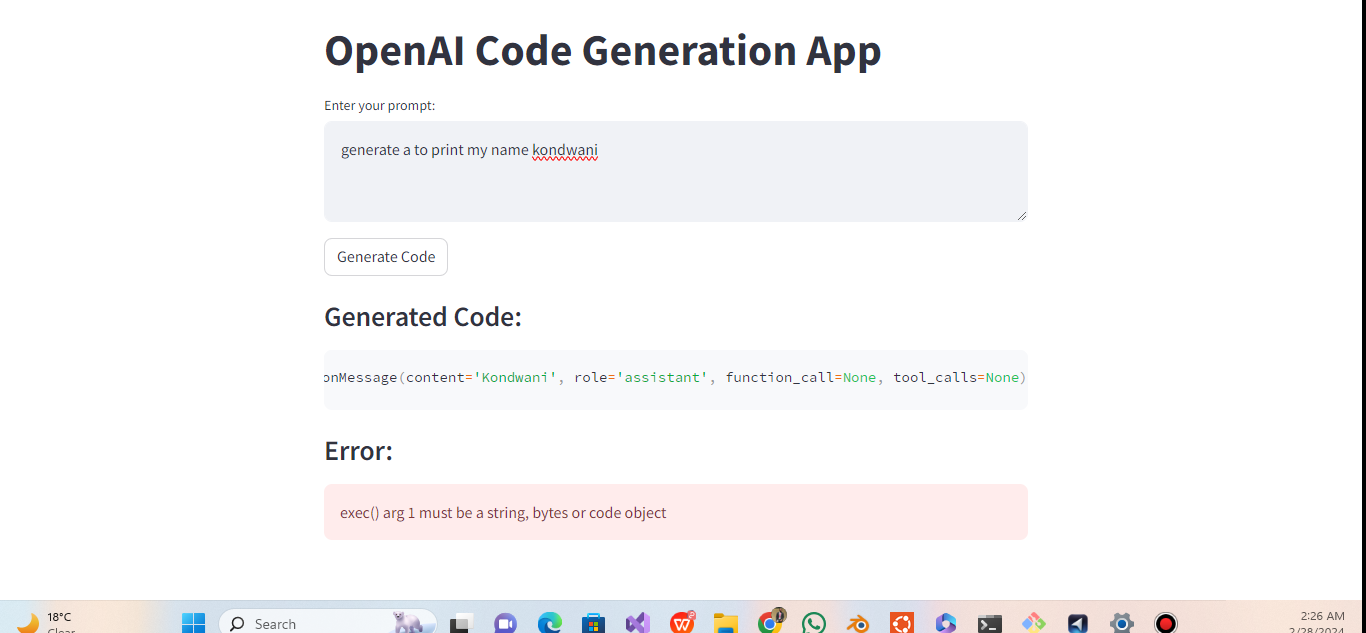 OpenAI Code Generation App
Enter your prompt:
generate a to print my name kondwani
Generate Code
Generated Code:
onMessage(content='Kondwani', role='assistant', function_call=None, tool_calls=None)
Error:
exec() arg 1 must be a string, bytes or code object
18°C
Clear
Search
2:26 AM
2/28/2024